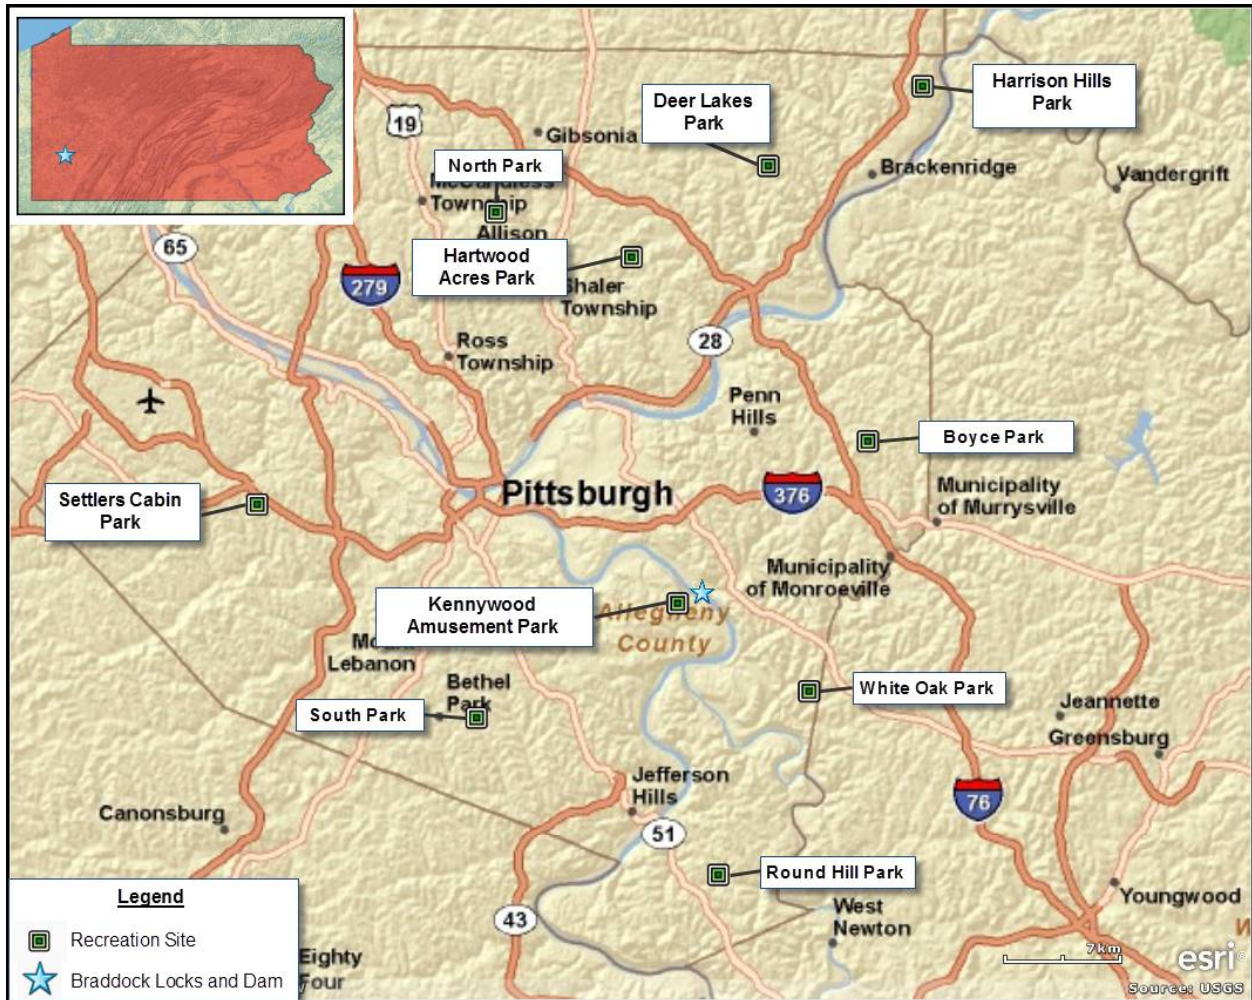 Harrison Hills
Park
Deer Lakes
Park
19
Gibsonia
North Park
Brackenridge
Vandergrift
McCandless
Township
Allison
65
Hartwood
Acres Park
279
Shaler
Township
28
Ross
Township
Penn
Hills
Boyce Park
Settlers Cabin
Park
Pittsburgh
376
Municipality
of Murrysville
Municipality
of Monroeville
Kennywood
Amusement Park
Allegheny
County
Mount
Lebanon
Bethel
Park
South Park
White Oak Park
Jeannette
Greensburg
Jefferson
Hills
76
Canonsburg
51
Round Hill Park
Youngwood
West
Newton
43
Legend
Recreation Site
Braddock Locks and Dam
Eighty
Four
7km
W
esri
Source: USGS